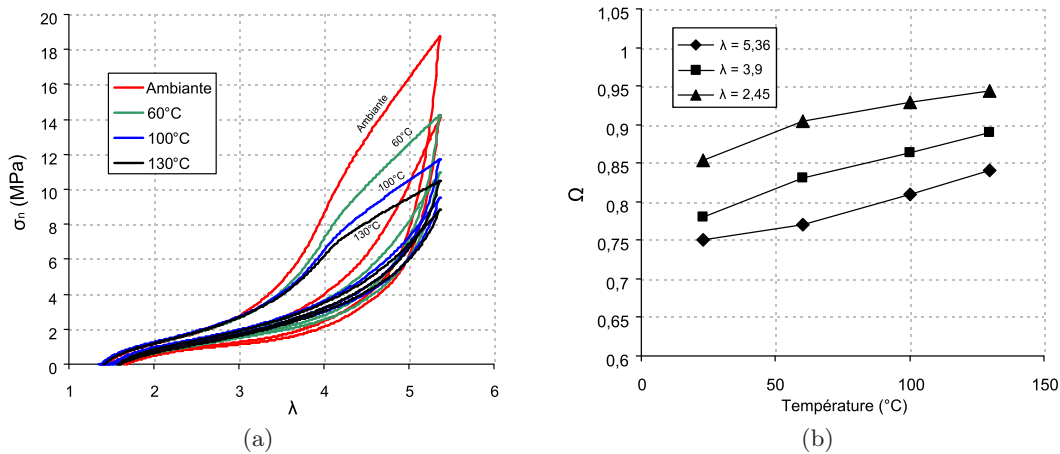 20
18
16
14
12
10
8
6
4
2
0
σn (MPa)
Ambiante
60°C
100°C
130°C
Ambiante
60°C
100°C
130°C
1
2
3
4
5
6
λ
(a)
1,05
1
0,95
0,9
0,85
0,8
0,75
0,7
0,65
0,6
Ω
λ = 5,36
λ = 3,9
λ = 2,45
0
50
100
150
Température (°C)
(b)